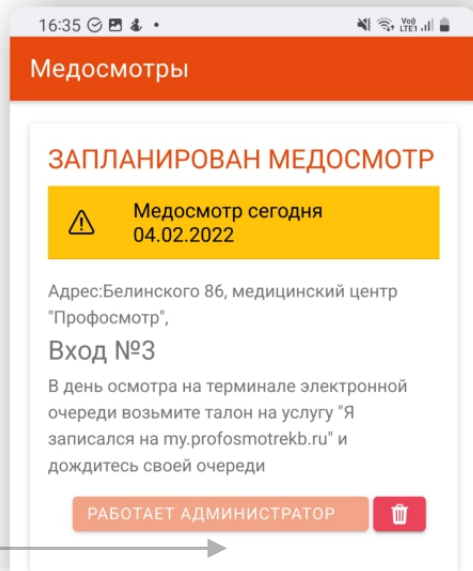 16:35
Vo)) LTE1
Медосмотры
ЗАПЛАНИРОВАН МЕДОСМОТР
Медосмотр сегодня
04.02.2022
Адрес:Белинского 86, медицинский центр
"Профосмотр",
Вход №3
В день осмотра на терминале электронной
очереди возьмите талон на услугу "Я
записался на my.profosmotrekb.ru" и
дождитесь своей очереди
РАБОТАЕТ АДМИНИСТРАТОР